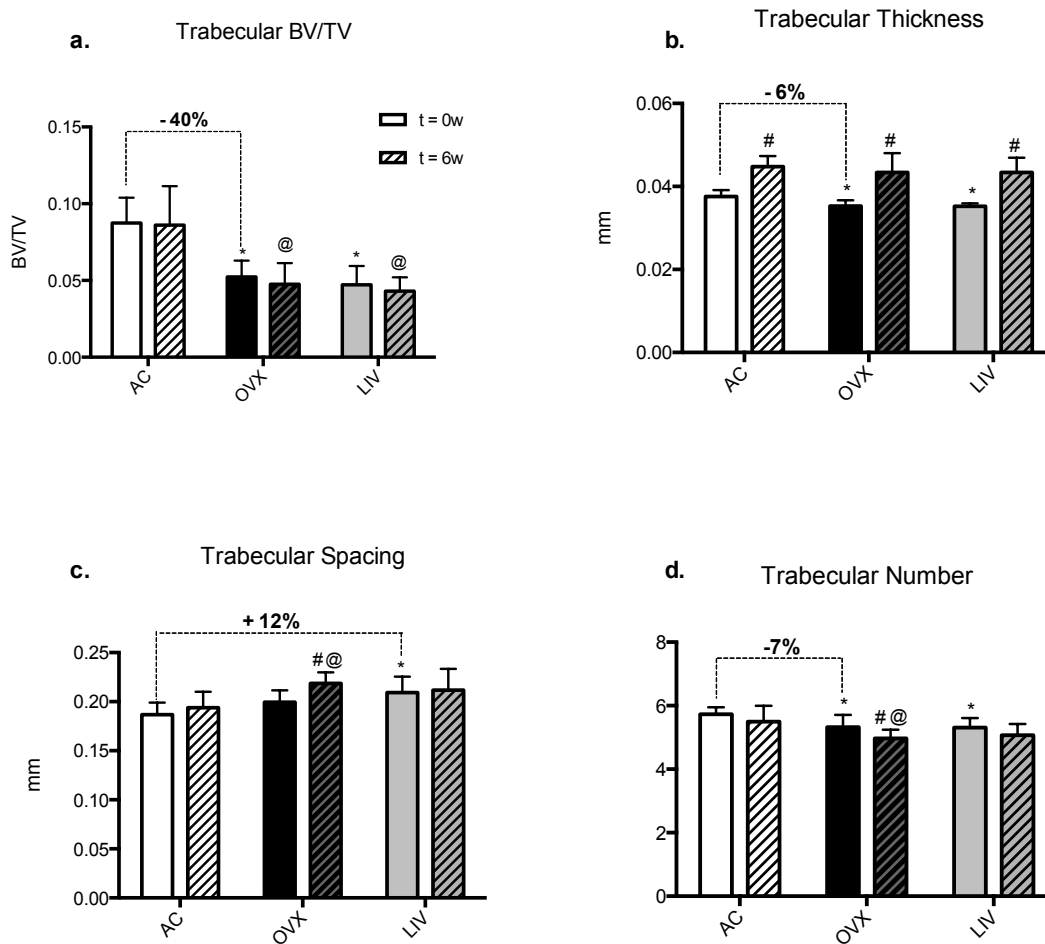 a.
Trabecular BV/TV
- 40%
t = 0w
t = 6w
BV/TV
0.15
0.10
0.05
0.00
*
@
*
@
AC
OVX
LIV
b.
Trabecular Thickness
- 6%
mm
0.06
0.04
0.02
0.00
#
*
#
*
#
AC
OVX
LIV
c.
Trabecular Spacing
+ 12%
mm
0.25
0.20
0.15
0.10
0.05
0.00
#@
*
AC
OVX
LIV
d.
Trabecular Number
-7%
8
6
4
2
0
*
#@
*
AC
OVX
LIV